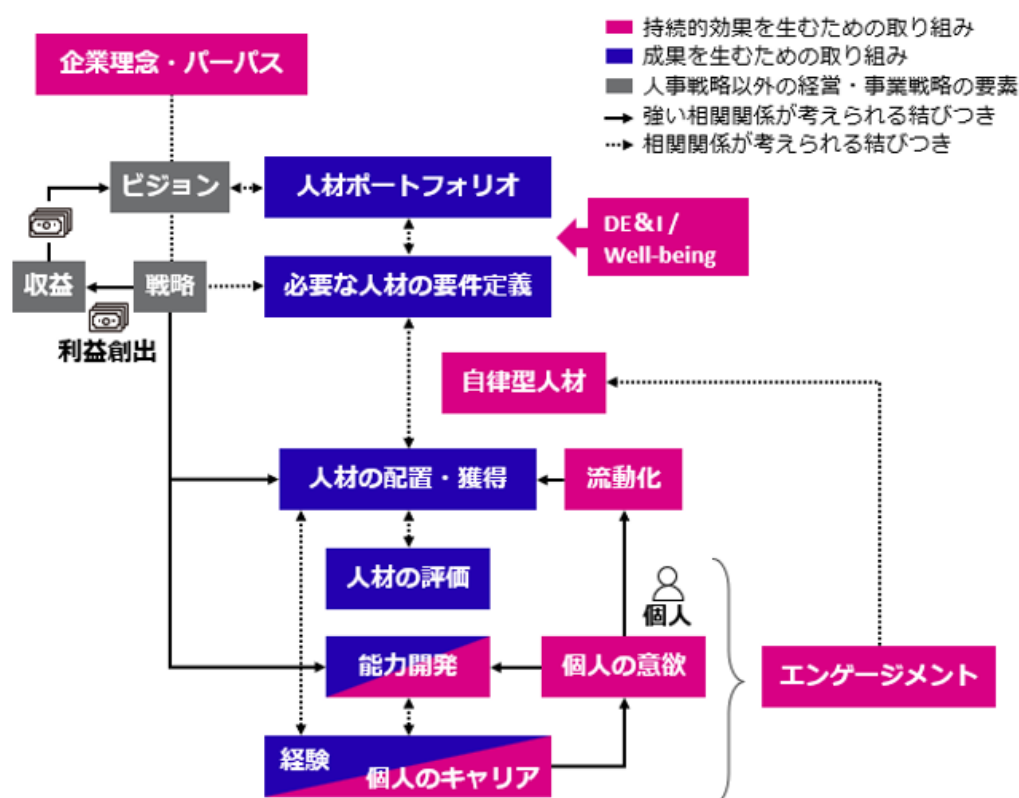 企業理念・パーパス
持続的効果を生むための取り組み
成果を生むための取り組み
人事戦略以外の経営・事業戦略の要素
強い相関関係が考えられる結びつき
相関関係が考えられる結びつき
ビジョン
人材ポートフォリオ
DE&I /
Well-being
収益
戦略
必要な人材の要件定義
利益創出
自律型人材
人材の配置・獲得
流動化
人材の評価
個人
能力開発
個人の意欲
エンゲージメント
経験
個人のキャリア